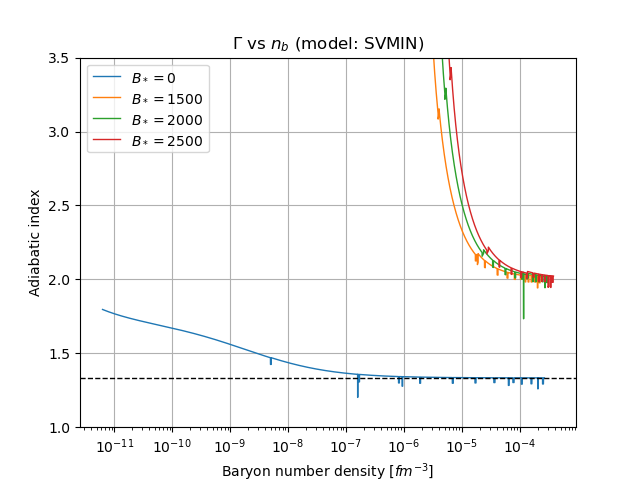 Γ vs n_b (model: SVMIN)
B_* = 0
B_* = 1500
B_* = 2000
B_* = 2500
Adiabatic index
3.5
3.0
2.5
2.0
1.5
1.0
10^{-11} 10^{-10} 10^{-9} 10^{-8} 10^{-7} 10^{-6} 10^{-5} 10^{-4}
Baryon number density [fm^{-3}]